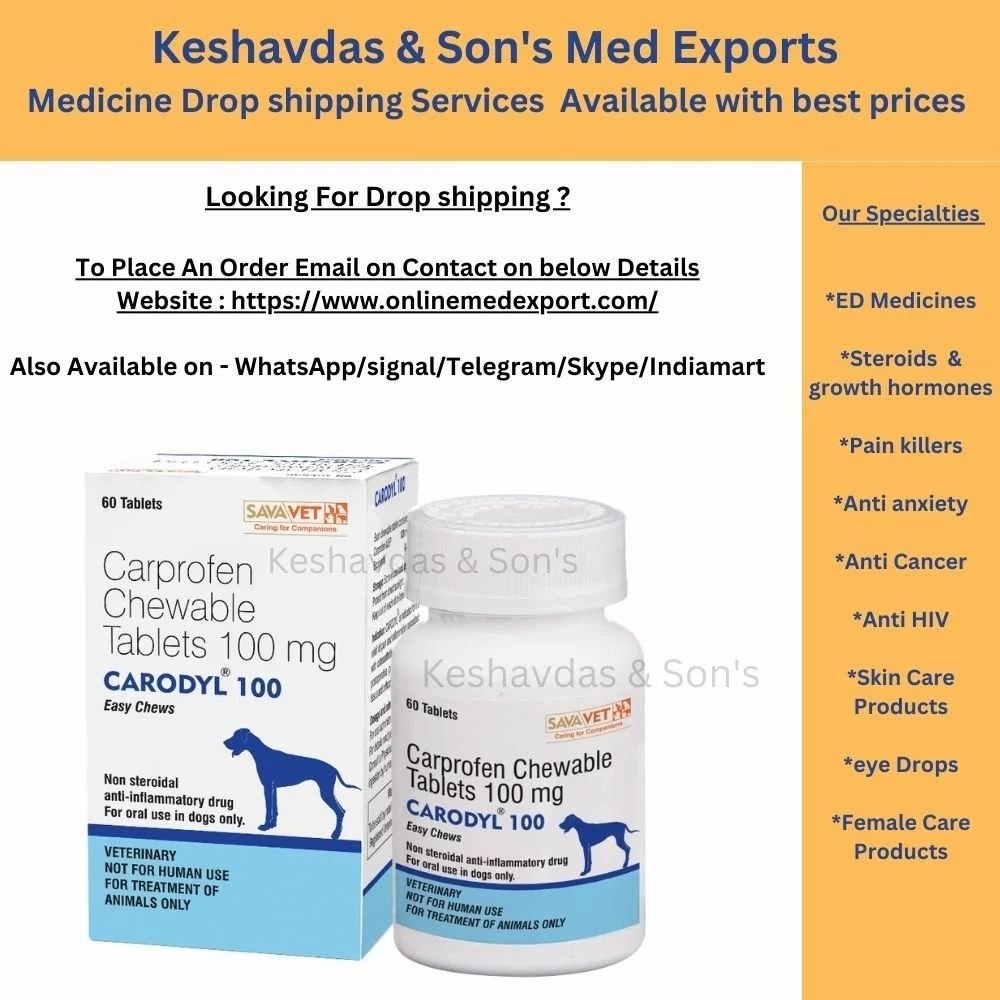 Keshavdas & Son's Med Exports
Medicine Drop shipping Services Available with best prices
Looking For Drop shipping ?
To Place An Order Email on Contact on below Details
Website : https://www.onlinemedexport.com/
Also Available on - WhatsApp/signal/Telegram/Skype/Indiamart
Our Specialties
*ED Medicines
*Steroids &
growth hormones
*Pain killers
*Anti anxiety
*Anti Cancer
*Anti HIV
*Skin Care
Products
*eye Drops
*Female Care
Products
60 Tablets
SAVAVET
Caring for Companions
Carprofen
Chewable
Tablets 100 mg
CARODYL® 100
Easy Chews
Non steroidal
anti-inflammatory drug
For oral use in dogs only.
VETERINARY
NOT FOR HUMAN USE
FOR TREATMENT OF
ANIMALS ONLY
CARODYL® 100
Keshavdas & Son's
Keshavdas & Son's
60 Tablets
SAVAVET
Caring for Companions
Carprofen Chewable
Tablets 100 mg
CARODYL® 100
Easy Chews
Non steroidal anti-inflammatory drug
For oral use in dogs only.
VETERINARY
NOT FOR HUMAN USE
FOR TREATMENT OF ANIMALS ONLY